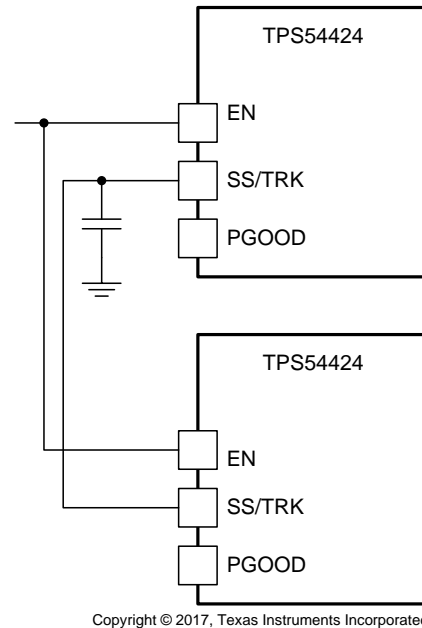 TPS54424
EN
SS/TRK
PGOOD
TPS54424
EN
SS/TRK
PGOOD
Copyright © 2017, Texas Instruments Incorporated